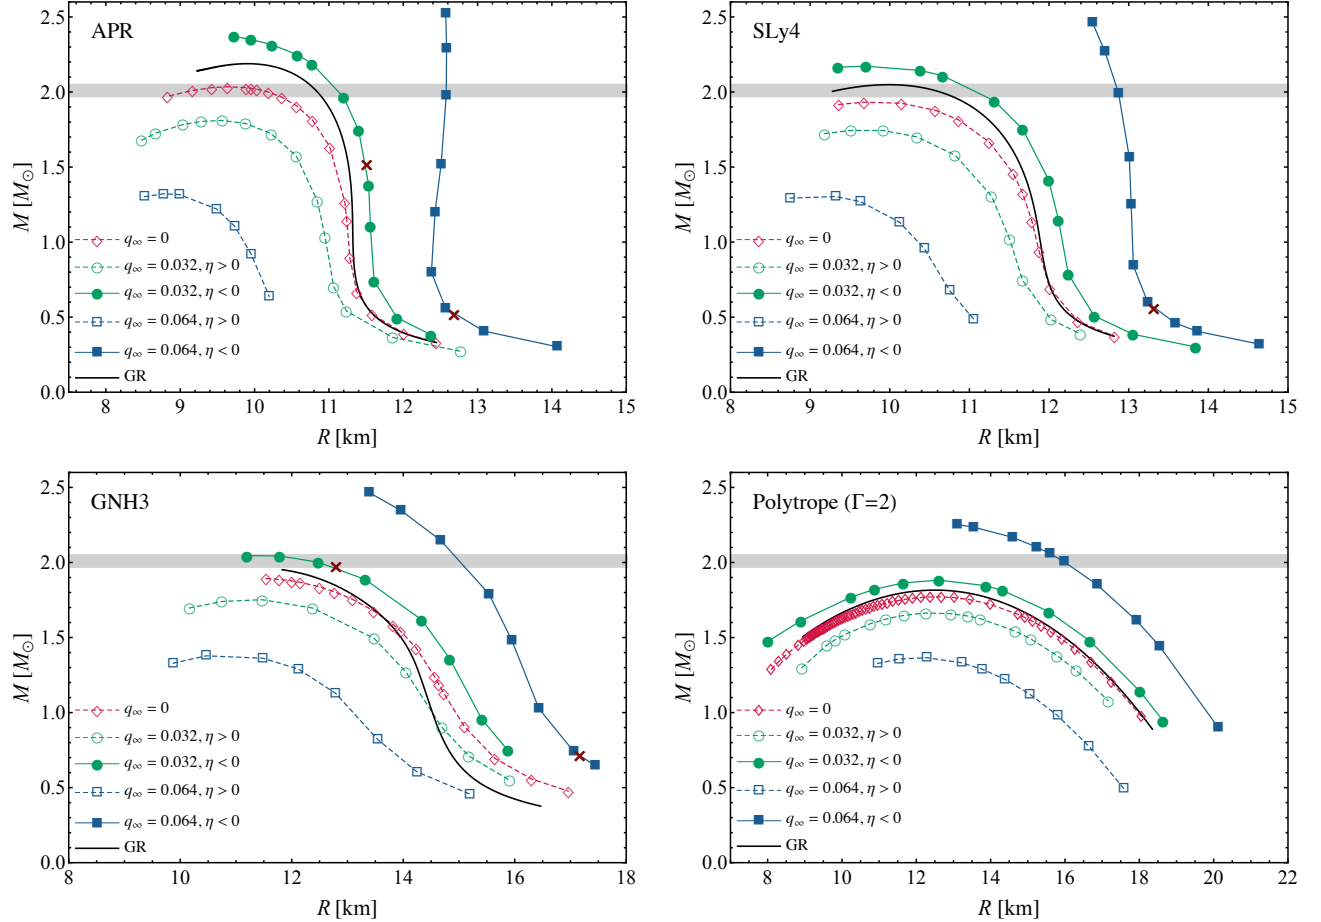 APR
2.5
2.0
1.5
1.0
0.5
0.0
M [M⊙]
q∞ = 0
q∞ = 0.032, η > 0
q∞ = 0.032, η < 0
q∞ = 0.064, η > 0
q∞ = 0.064, η < 0
GR
8 9 10 11 12 13 14 15
R [km]
SLy4
2.5
2.0
1.5
1.0
0.5
0.0
M [M⊙]
q∞ = 0
q∞ = 0.032, η > 0
q∞ = 0.032, η < 0
q∞ = 0.064, η > 0
q∞ = 0.064, η < 0
GR
8 9 10 11 12 13 14 15
R [km]
GNH3
2.5
2.0
1.5
1.0
0.5
0.0
M [M⊙]
q∞ = 0
q∞ = 0.032, η > 0
q∞ = 0.032, η < 0
q∞ = 0.064, η > 0
q∞ = 0.064, η < 0
GR
8 10 12 14 16 18
R [km]
Polytrope (Γ=2)
2.5
2.0
1.5
1.0
0.5
0.0
M [M⊙]
q∞ = 0
q∞ = 0.032, η > 0
q∞ = 0.032, η < 0
q∞ = 0.064, η > 0
q∞ = 0.064, η < 0
GR
8 10 12 14 16 18 20 22
R [km]